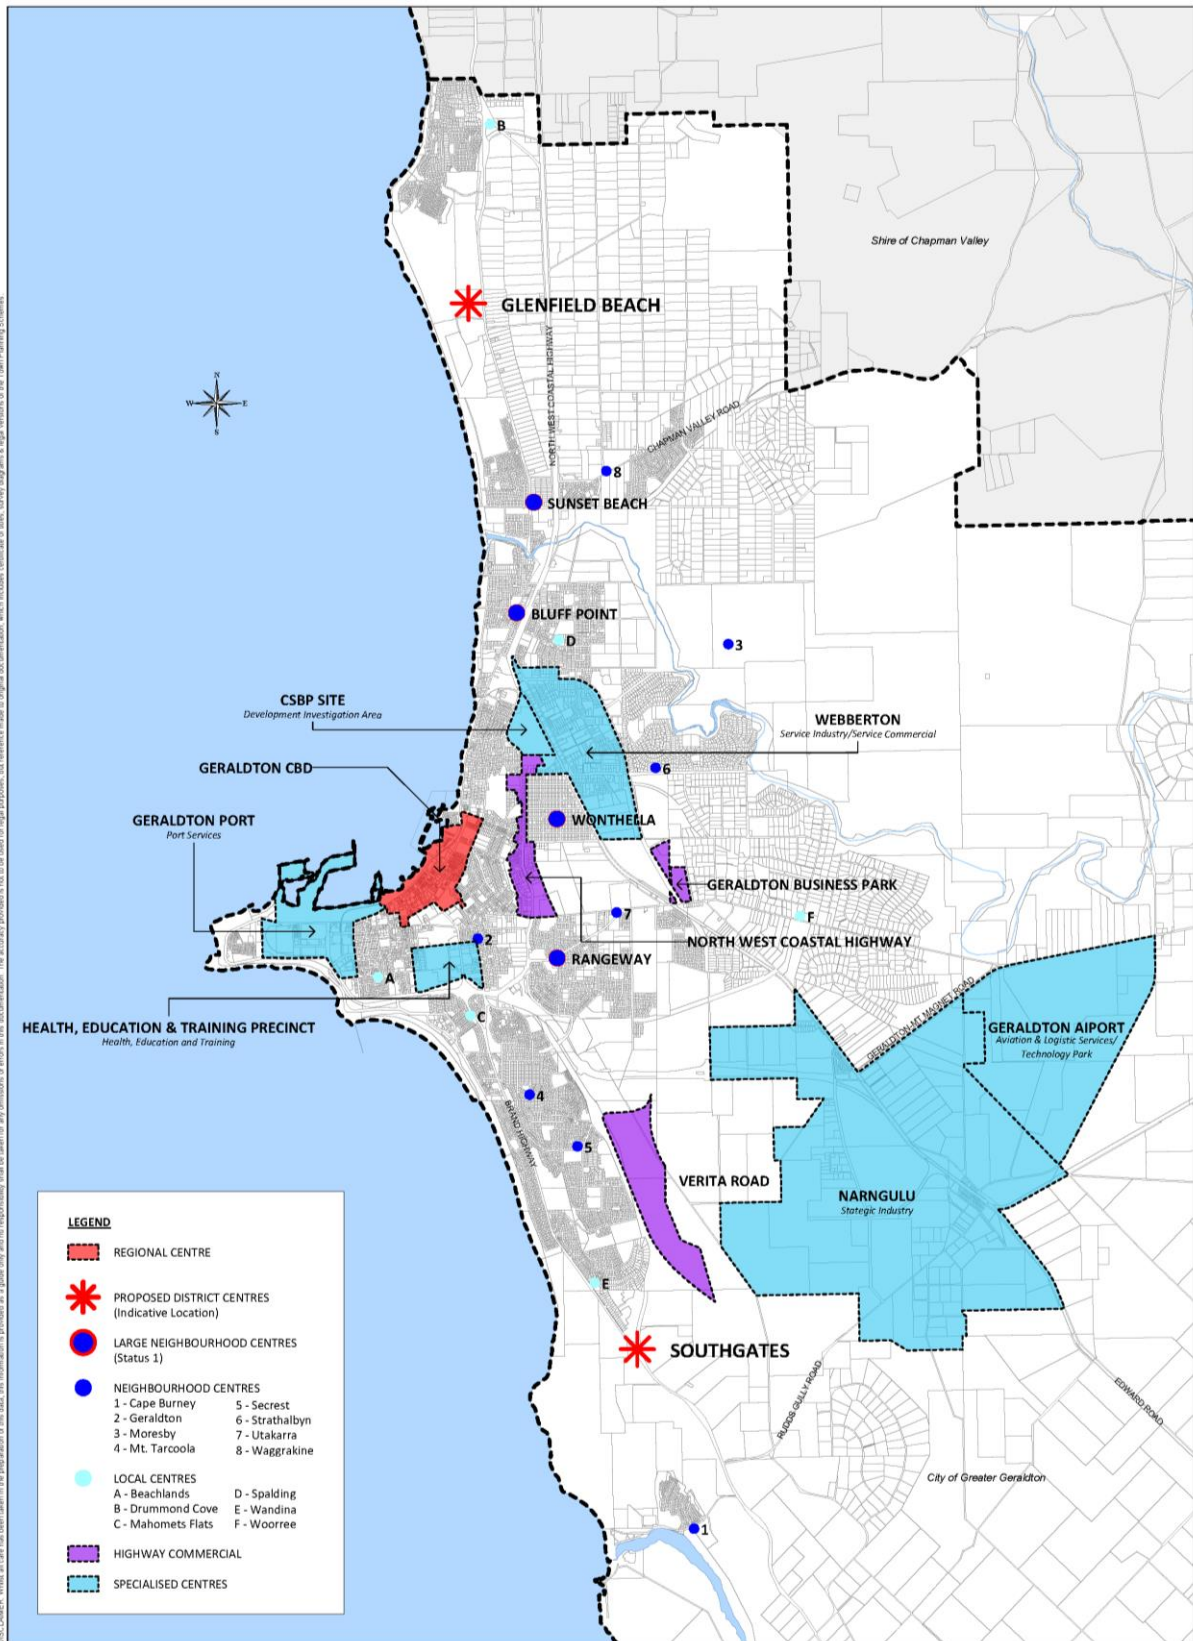 B
Shire of Chapman Valley
GLENFIELD BEACH
N
W E
S
NORTH WEST COASTAL HIGHWAY
CHAPMAN VALLEY ROAD
8
SUNSET BEACH
BLUFF POINT
D
3
CSBP SITE
Development Investigation Area
WEBBERTON
Service Industry/Service Commercial
GERALDTON CBD
6
GERALDTON PORT
Port Services
WONTHELLA
GERALDTON BUSINESS PARK
7
F
2
NORTH WEST COASTAL HIGHWAY
RANGEWAY
A
GERALDTON-MT MAGNET ROAD
C
HEALTH, EDUCATION & TRAINING PRECINCT
Health, Education and Training
GERALDTON AIPORT
Aviation & Logistic Services/
Technology Park
4
BRAND HIGHWAY
5
VERITA ROAD
NARNGULU
Stategic Industry
E
SOUTHGATES
RUDDS GULLY ROAD
EDWARD ROAD
City of Greater Geraldton
1
LEGEND
REGIONAL CENTRE
PROPOSED DISTRICT CENTRES
(Indicative Location)
LARGE NEIGHBOURHOOD CENTRES
(Status 1)
NEIGHBOURHOOD CENTRES
1 - Cape Burney
2 - Geraldton
3 - Moresby
4 - Mt. Tarcoola
5 - Secrest
6 - Strathalbyn
7 - Utakarra
8 - Waggrakine
LOCAL CENTRES
A - Beachlands
B - Drummond Cove
C - Mahomets Flats
D - Spalding
E - Wandina
F - Woorree
HIGHWAY COMMERCIAL
SPECIALISED CENTRES